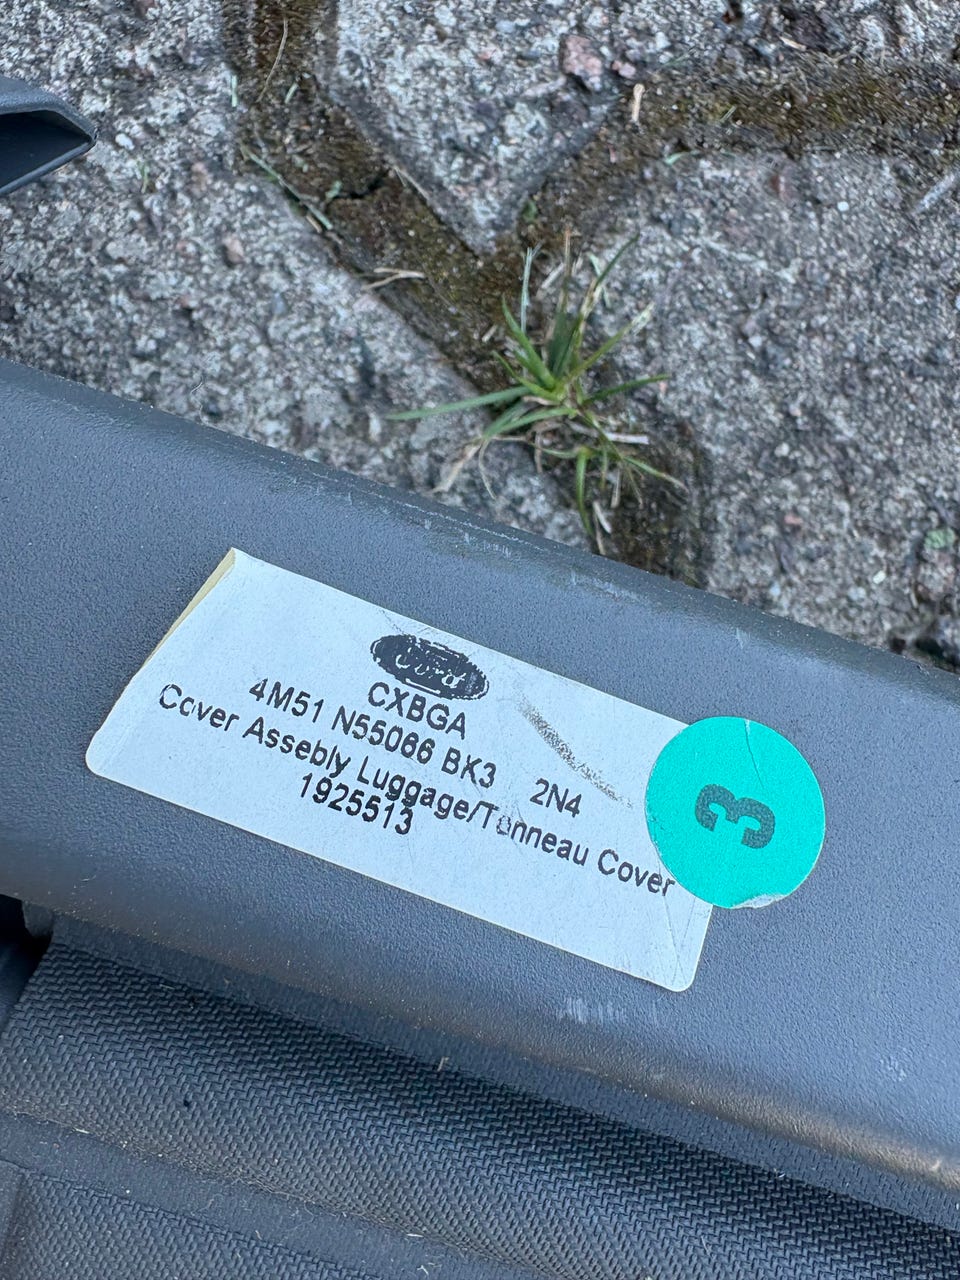 Ford
CXBGA
4M51 N55066 BK3 2N4
Cover Assebly Luggage/Tonneau Cover
1925513
3